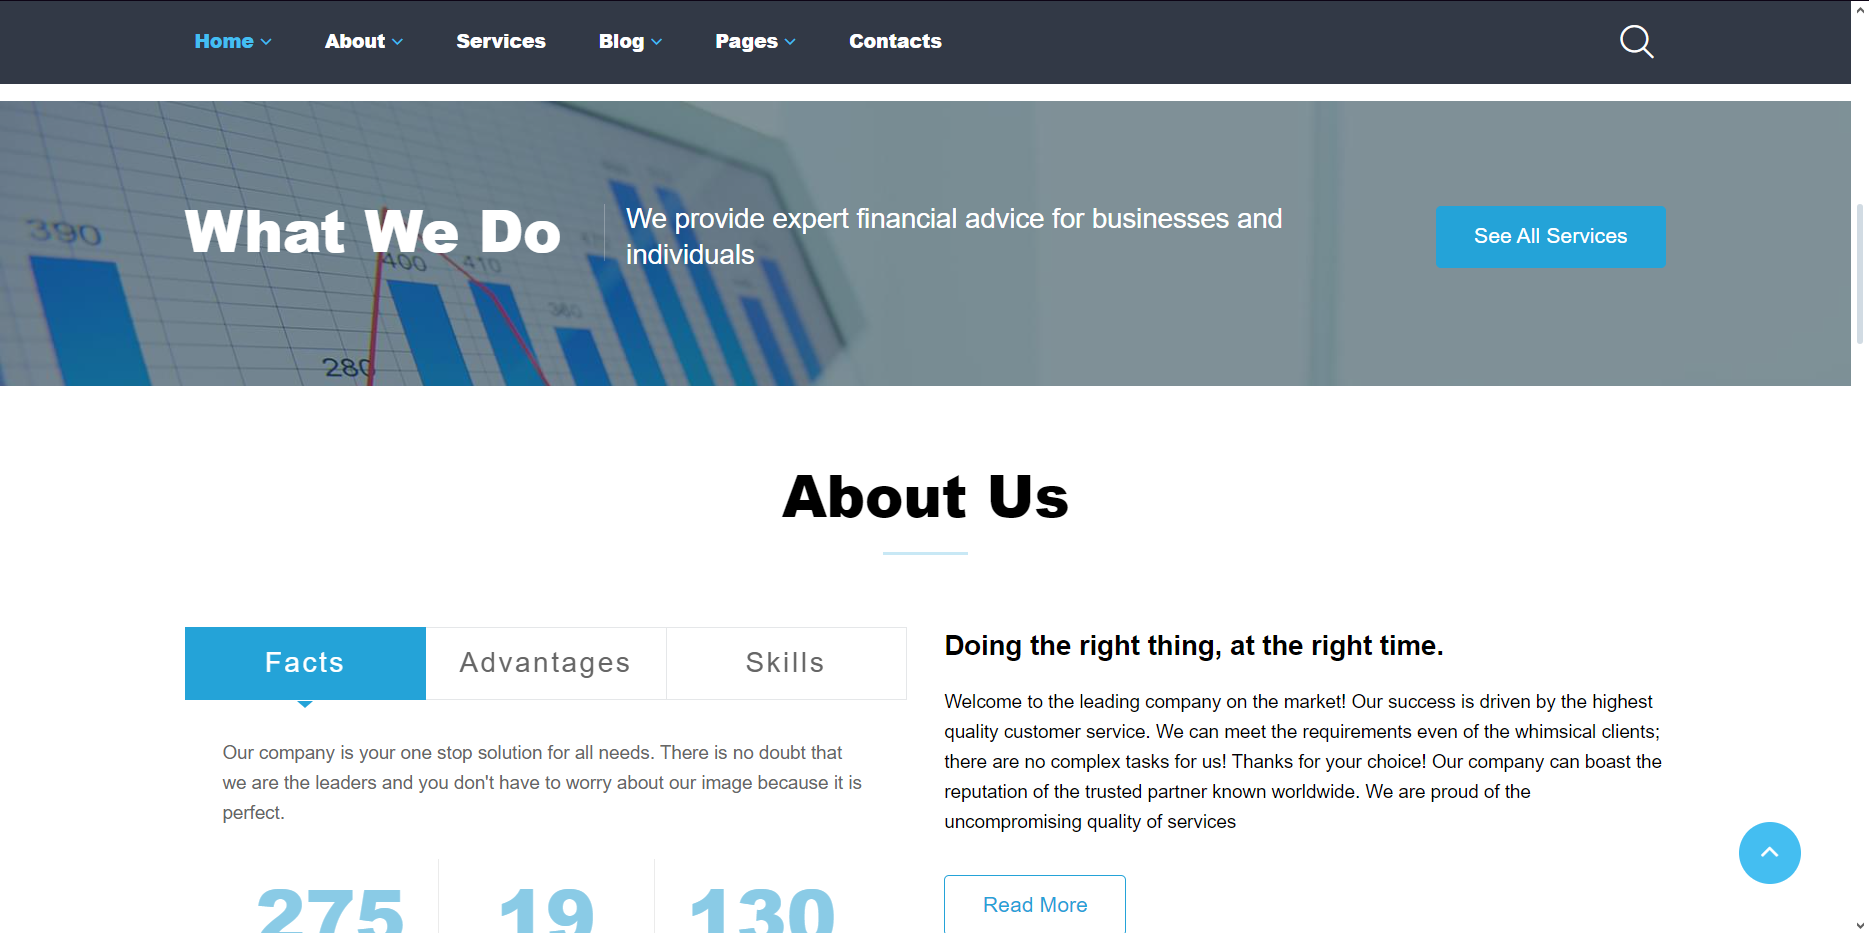 Home About Services Blog Pages Contacts
What We Do
We provide expert financial advice for businesses and
individuals
See All Services
390
400
410
360
280
About Us
Facts Advantages Skills
Our company is your one stop solution for all needs. There is no doubt that
we are the leaders and you don't have to worry about our image because it is
perfect.
275 19 130
Doing the right thing, at the right time.
Welcome to the leading company on the market! Our success is driven by the highest
quality customer service. We can meet the requirements even of the whimsical clients;
there are no complex tasks for us! Thanks for your choice! Our company can boast the
reputation of the trusted partner known worldwide. We are proud of the
uncompromising quality of services
Read More